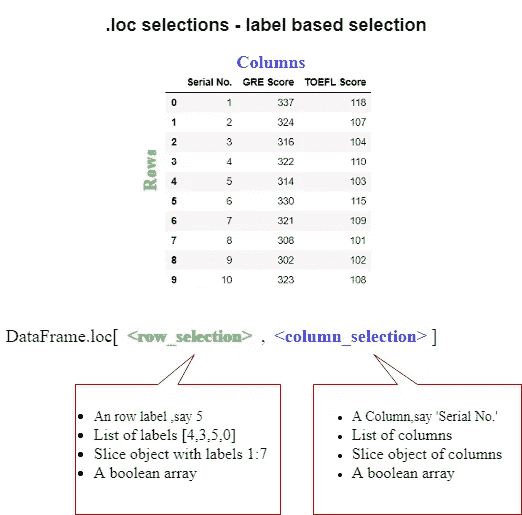 .loc selections - label based selection
Columns
Serial No. GRE Score TOEFL Score
Rows
0 1 337 118
1 2 324 107
2 3 316 104
3 4 322 110
4 5 314 103
5 6 330 115
6 7 321 109
7 8 308 101
8 9 302 102
9 10 323 108
DataFrame.loc[ <row_selection> , <column_selection> ]
• An row label ,say 5
• List of labels [4,3,5,0]
• Slice object with labels 1:7
• A boolean array
• A Column,say 'Serial No.'
• List of columns
• Slice object of columns
• A boolean array